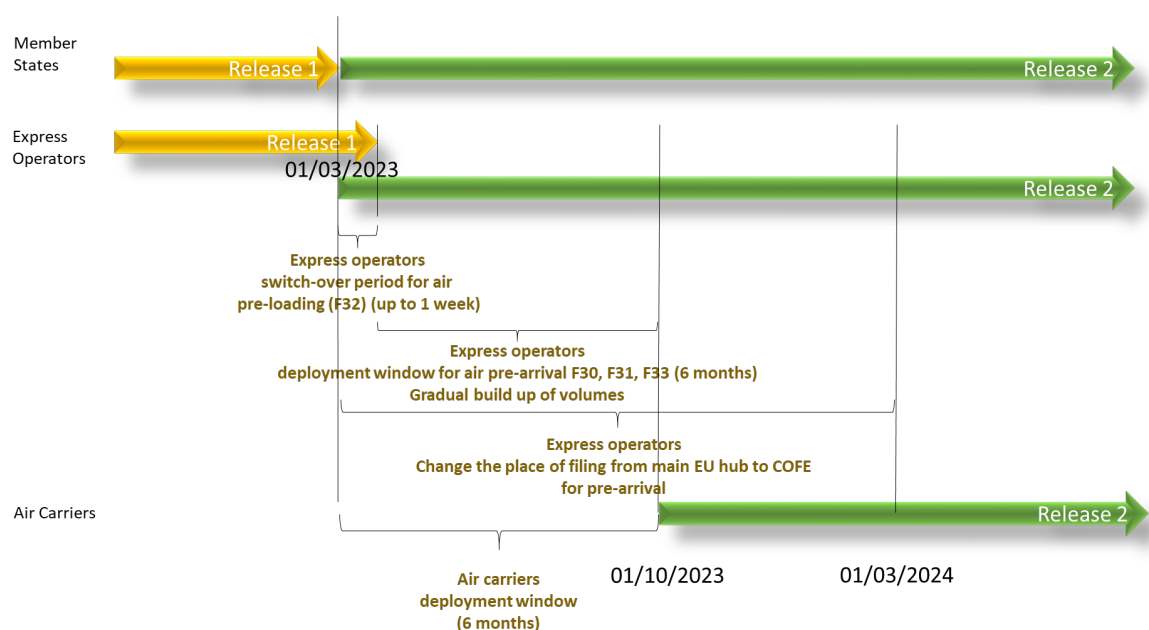 Member
States
Release 1
Release 2
Express
Operators
Release 1
01/03/2023
Release 2
Express operators
switch-over period for air
pre-loading (F32) (up to 1 week)
Express operators
deployment window for air pre-arrival F30, F31, F33 (6 months)
Gradual build up of volumes
Express operators
Change the place of filing from main EU hub to COFE
for pre-arrival
Air Carriers
Release 2
Air carriers
deployment window
(6 months)
01/10/2023
01/03/2024